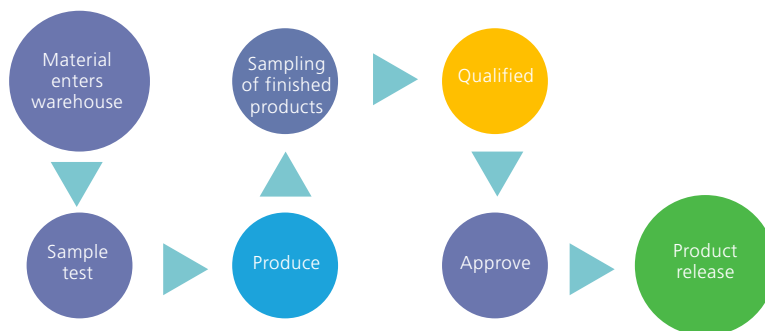 Material
enters
warehouse
Sample
test
Produce
Sampling
of finished
products
Qualified
Approve
Product
release